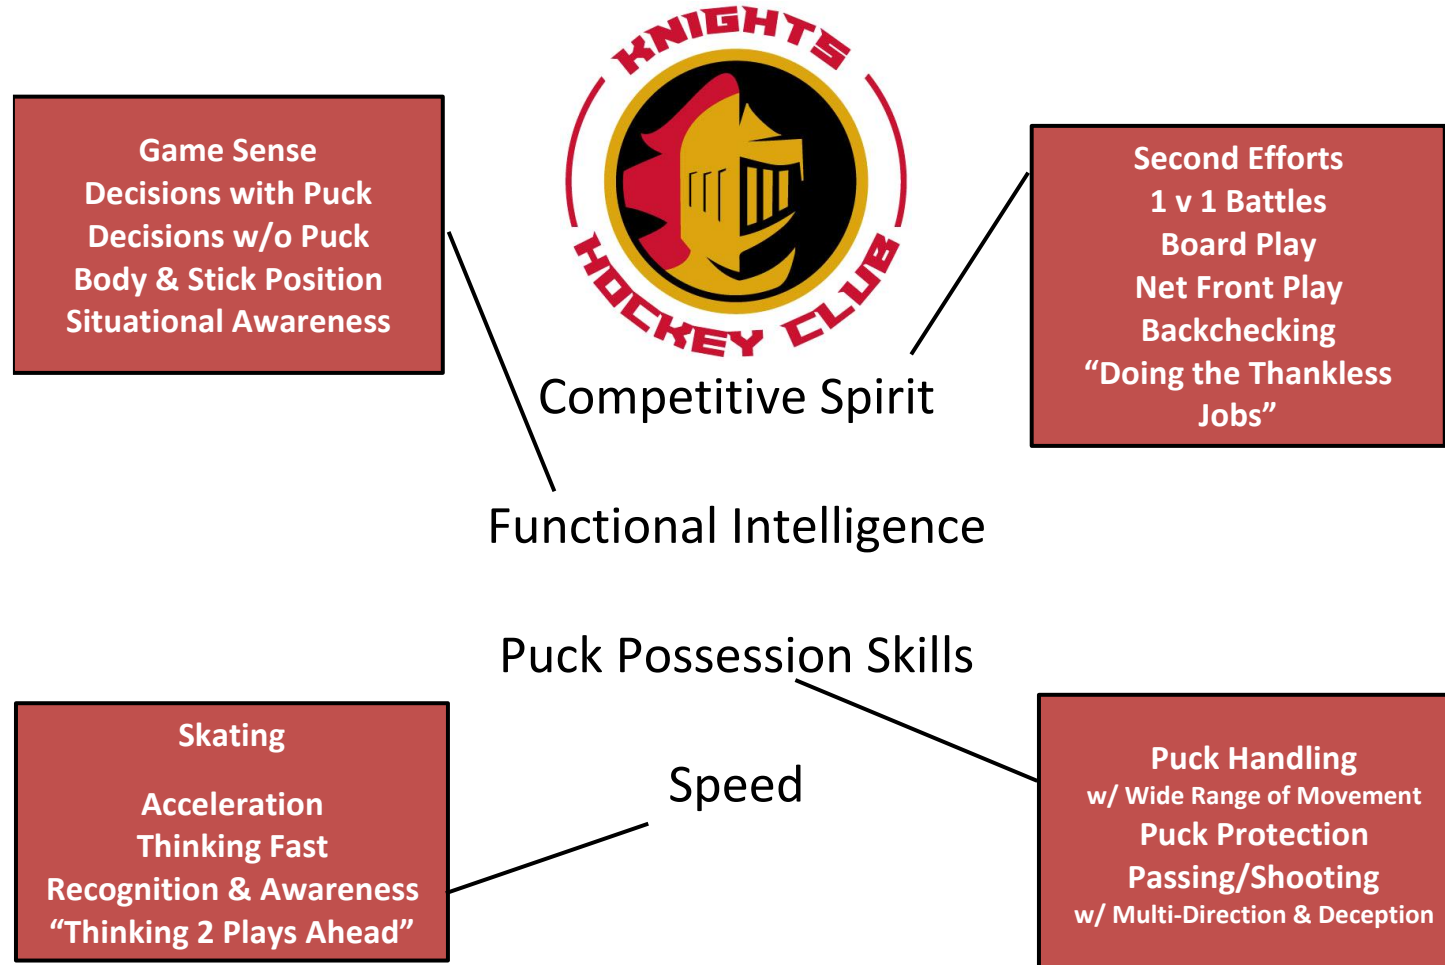 KNIGHTS
HOCKEY CLUB
Game Sense
Decisions with Puck
Decisions w/o Puck
Body & Stick Position
Situational Awareness
Second Efforts
1 v 1 Battles
Board Play
Net Front Play
Backchecking
“Doing the Thankless
Jobs”
Competitive Spirit
Functional Intelligence
Puck Possession Skills
Speed
Skating
Acceleration
Thinking Fast
Recognition & Awareness
“Thinking 2 Plays Ahead”
Puck Handling
w/ Wide Range of Movement
Puck Protection
Passing/Shooting
w/ Multi-Direction & Deception